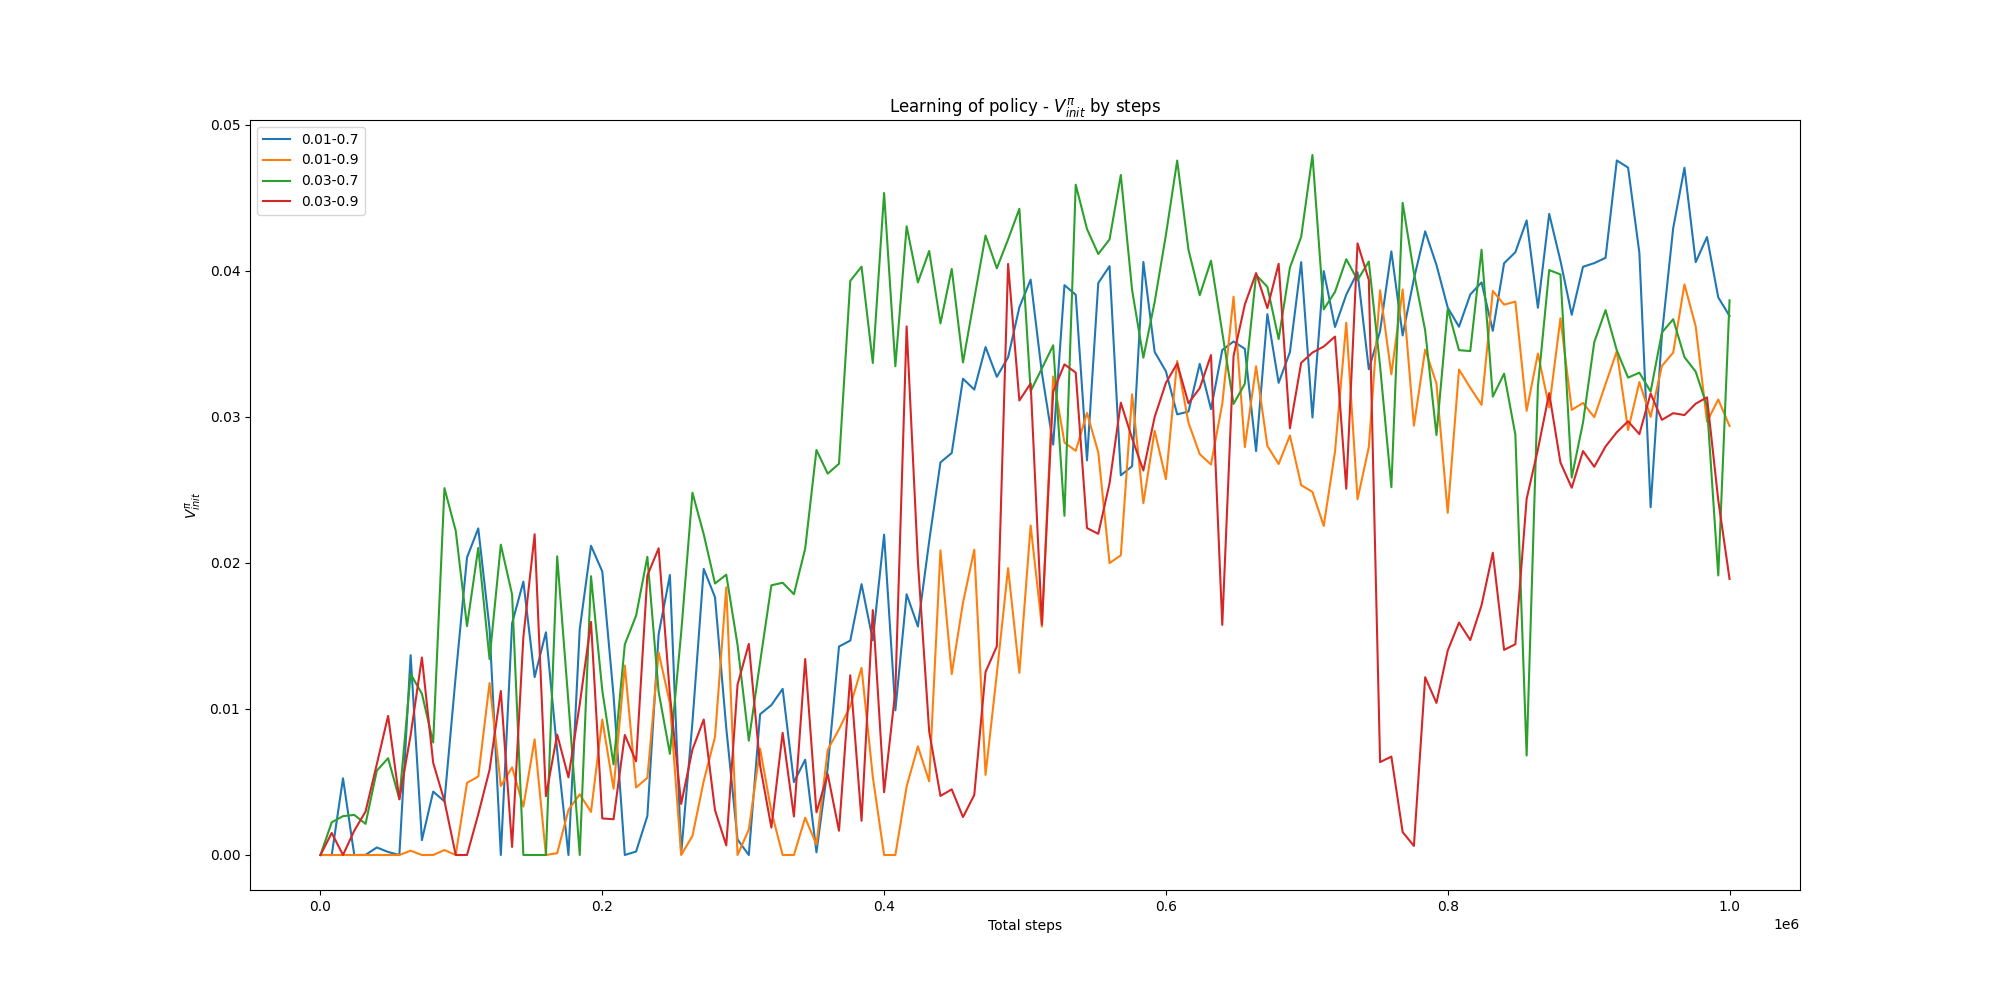 Learning of policy - $V^{\pi}_{init}$ by steps
0.05
0.04
0.03
0.02
0.01
0.00
$V^{\pi}_{init}$
0.01-0.7
0.01-0.9
0.03-0.7
0.03-0.9
0.0 0.2 0.4 0.6 0.8 1.0
Total steps
1e6